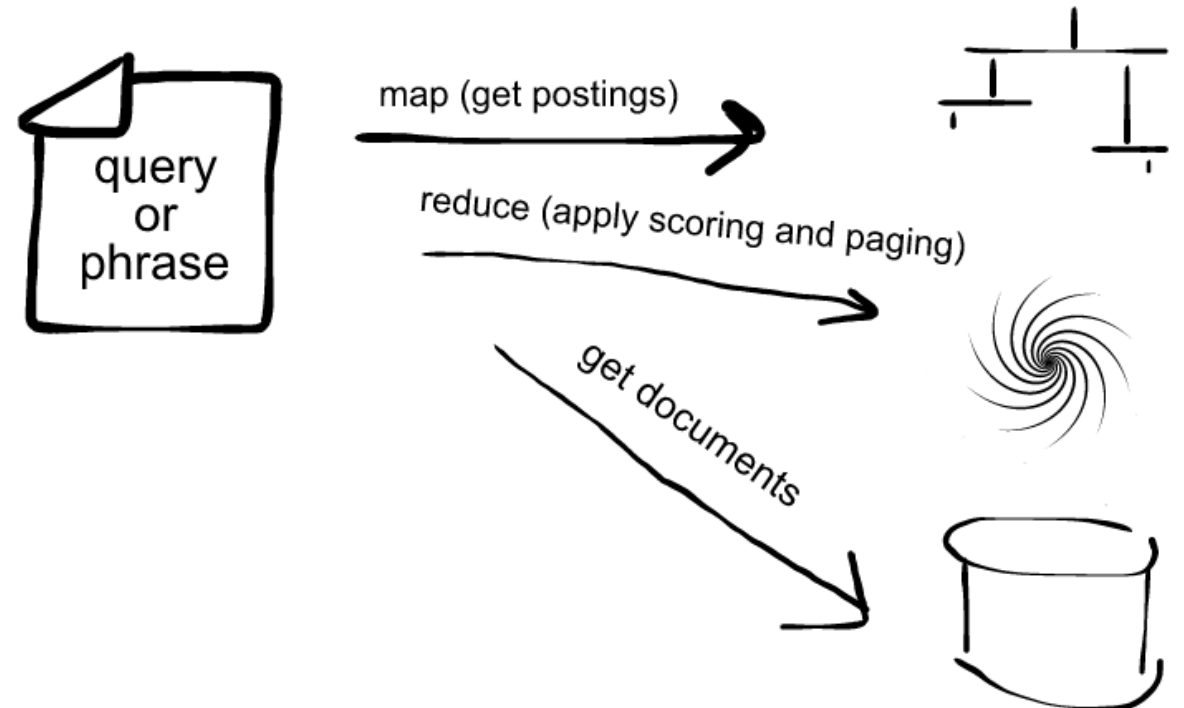 query
or
phrase
map (get postings)
reduce (apply scoring and paging)
get documents